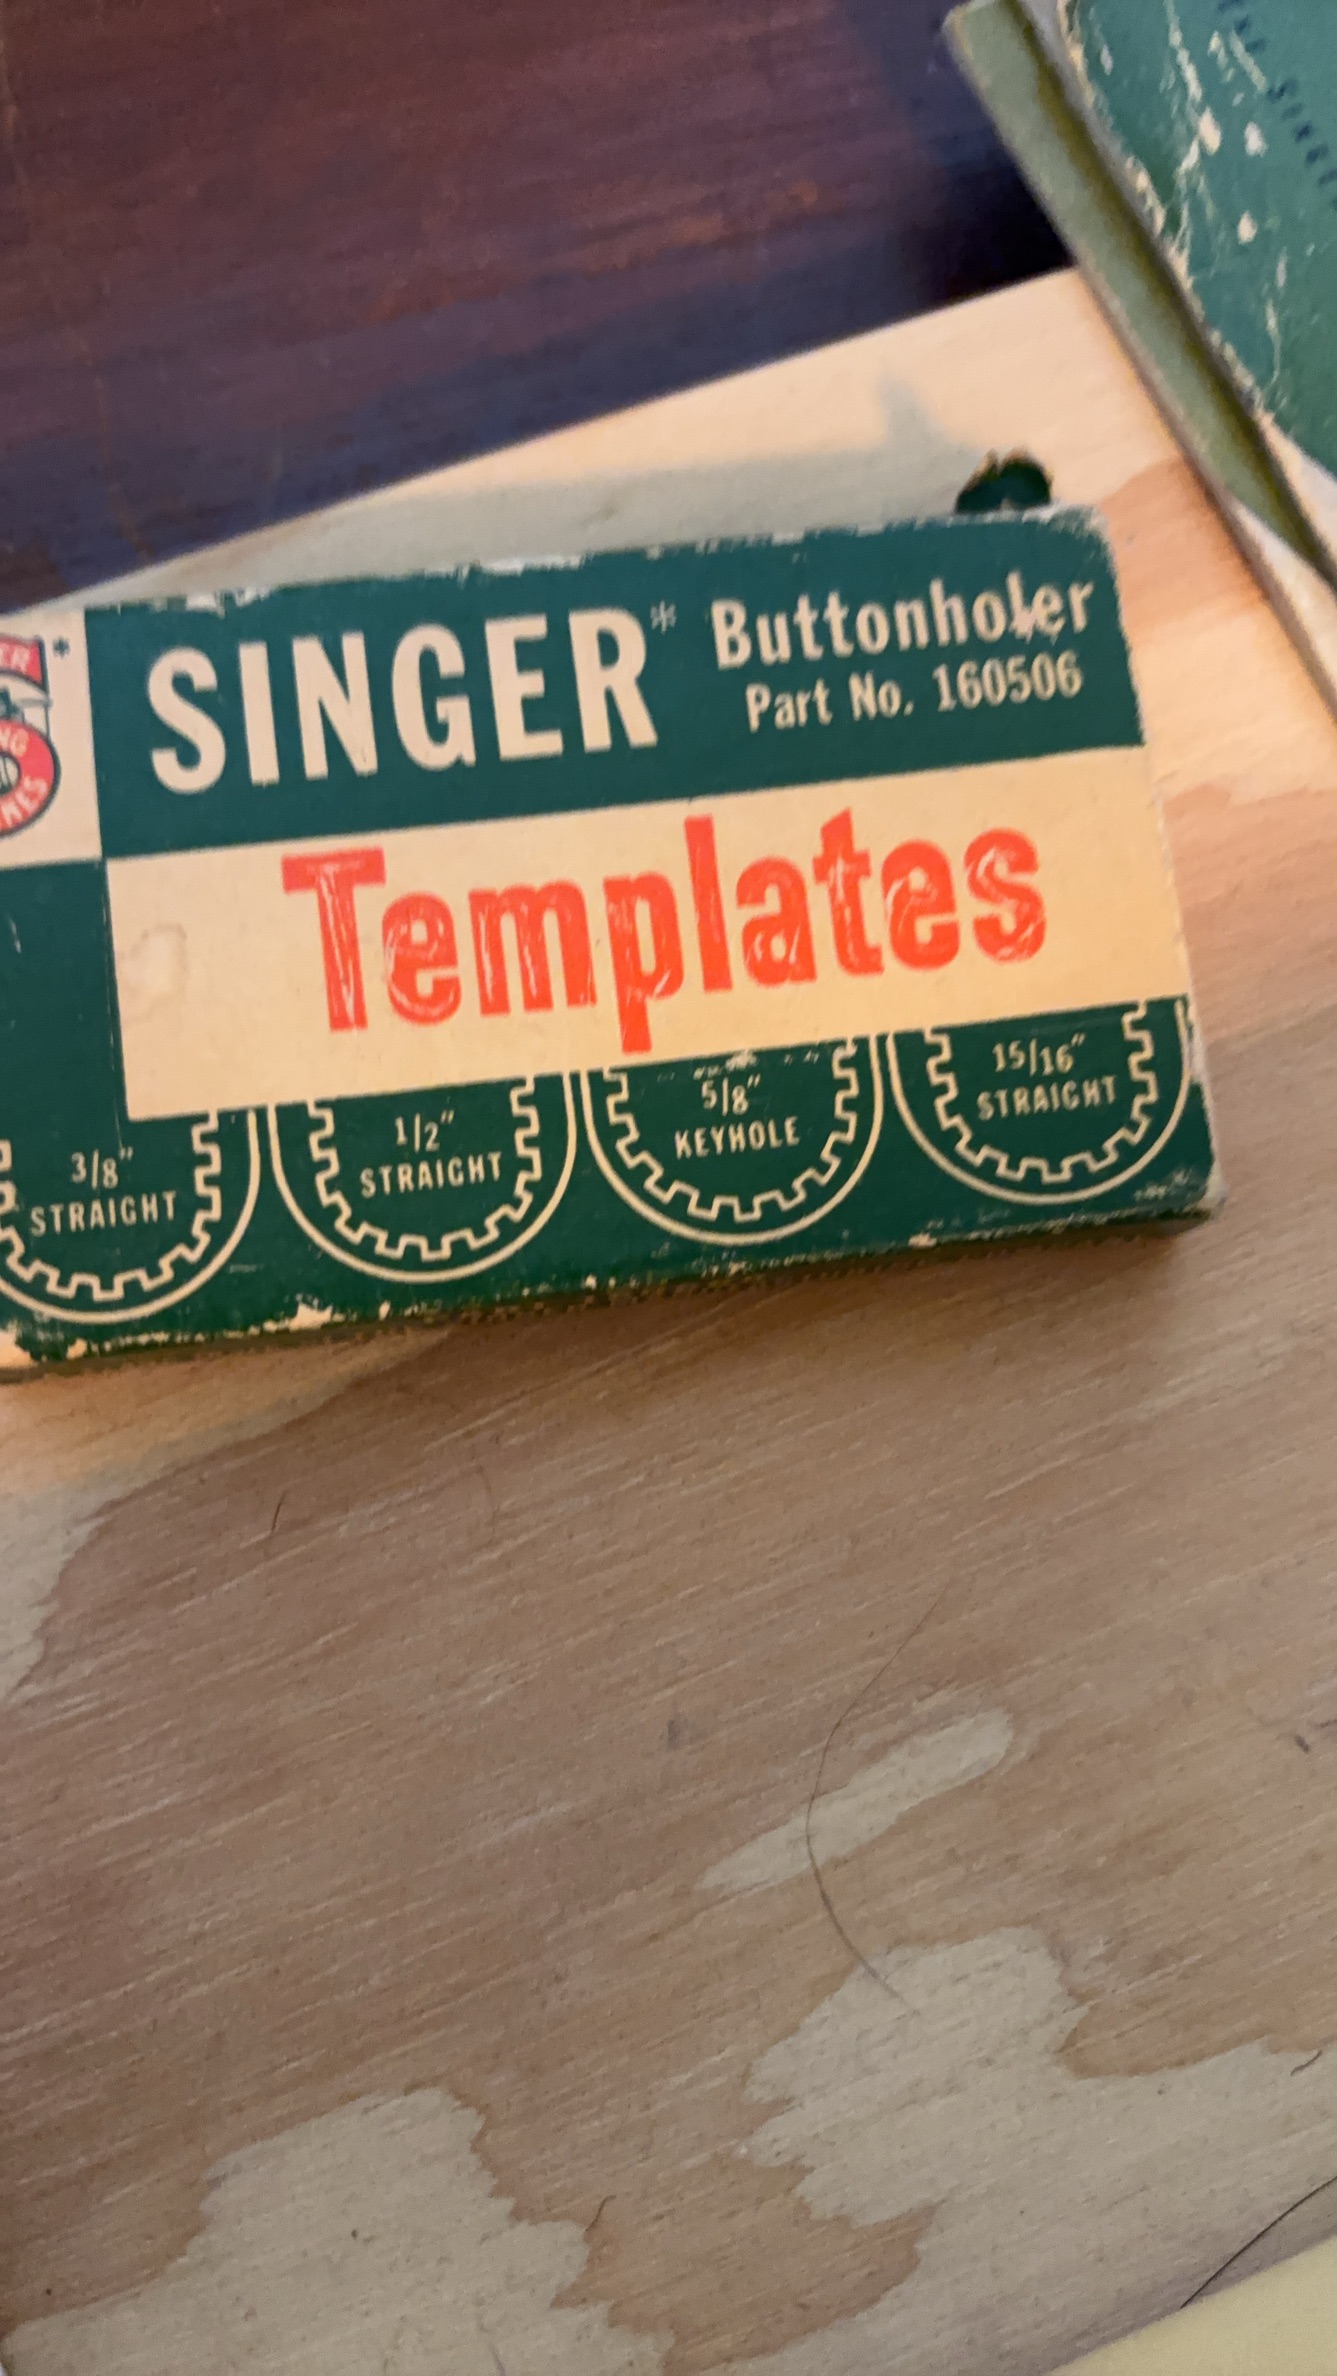 SINGER* Buttonholer
Part No. 160506
Templates
3/8"
STRAIGHT
1/2"
STRAIGHT
5/8"
KEYHOLE
15/16"
STRAIGHT